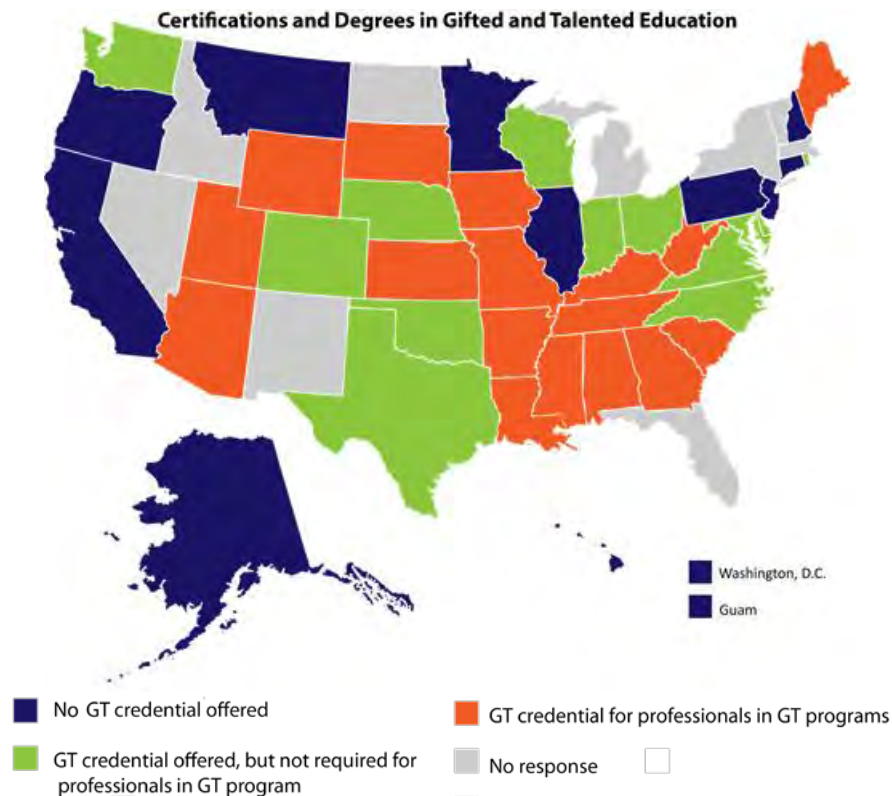 Certifications and Degrees in Gifted and Talented Education
Washington, D.C.
Guam
No GT credential offered
GT credential for professionals in GT programs
GT credential offered, but not required for
professionals in GT program
No response